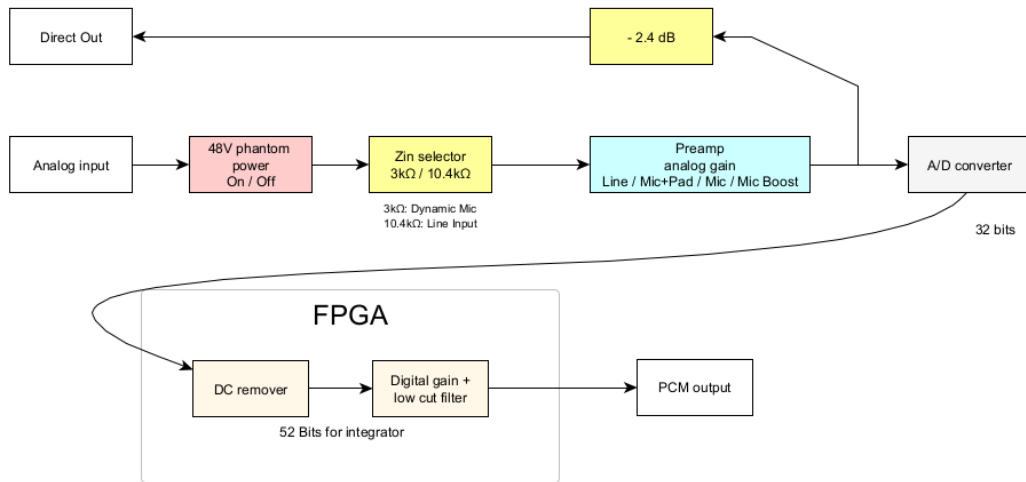 Direct Out
- 2.4 dB
Analog input
48V phantom
power
On / Off
Zin selector
3kΩ / 10.4kΩ
Preamp
analog gain
Line / Mic+Pad / Mic / Mic Boost
A/D converter
3kΩ: Dynamic Mic
10.4kΩ: Line Input
32 bits
FPGA
DC remover
Digital gain +
low cut filter
PCM output
52 Bits for integrator